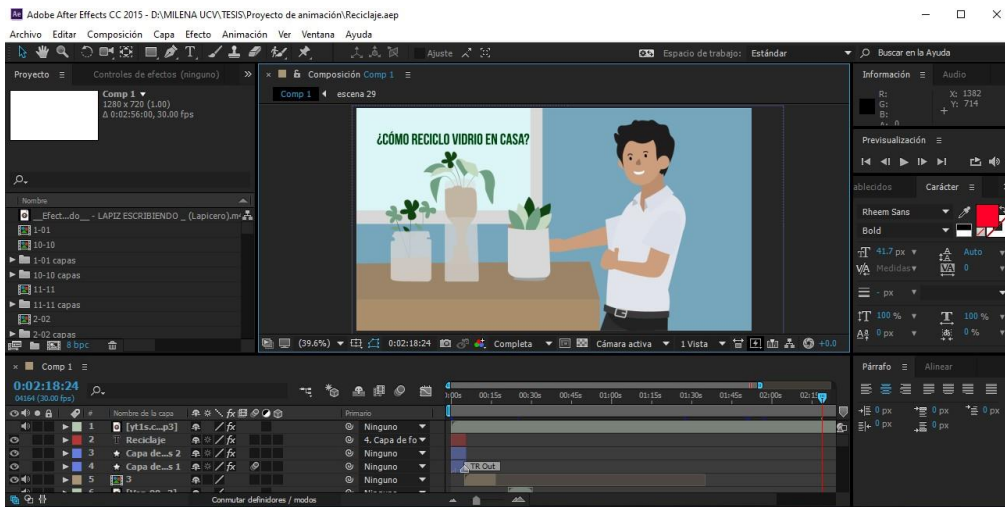 Adobe After Effects CC 2015 - D:\MILENA UCV\TESIS\Proyecto de animación\Reciclaje.aep
Archivo Editar Composición Capa Efecto Animación Ver Ventana Ayuda
Ajuste
Espacio de trabajo: Estándar
Buscar en la Ayuda
Proyecto
Controles de efectos (ninguno)
Composición Comp 1
Información
Audio
Comp 1
1280 x 720 (1.00)
Δ 0:02:56:00, 30.00 fps
Comp 1
escena 29
R:
G:
B:
X: 1382
Y: 714
¿CÓMO RECICLO VIDRIO EN CASA?
Previsualización
ablecidos
Carácter
Nombre
__Efect...do__ - LAPIZ ESCRIBIENDO _ (Lapicero).m
1-01
10-10
1-01 capas
10-10 capas
11-11
11-11 capas
2-02
2-02 capas
8 bpc
Rheem Sans
Bold
41.7 px
Auto
Medidas
0
- px
100 %
100 %
0 px
0 %
(39.6%)
0:02:18:24
Completa
Cámara activa
1 Vista
+0.0
Comp 1
Párrafo
Alinear
0:02:18:24
04164 (30.00 fps)
00:15s 00:30s 00:45s 01:00s 01:15s 01:30s 01:45s 02:00s
# Nombre de la capa
Primario
1 [yt1s.c...p3] Ninguno
2 T Reciclaje 4. Capa de fo
3 Capa de...s 2 Ninguno
4 Capa de...s 1 Ninguno
TR Out
5 3 Ninguno
Conmutar definidores / modos
0 px 0 px 0 px
0 px 0 px